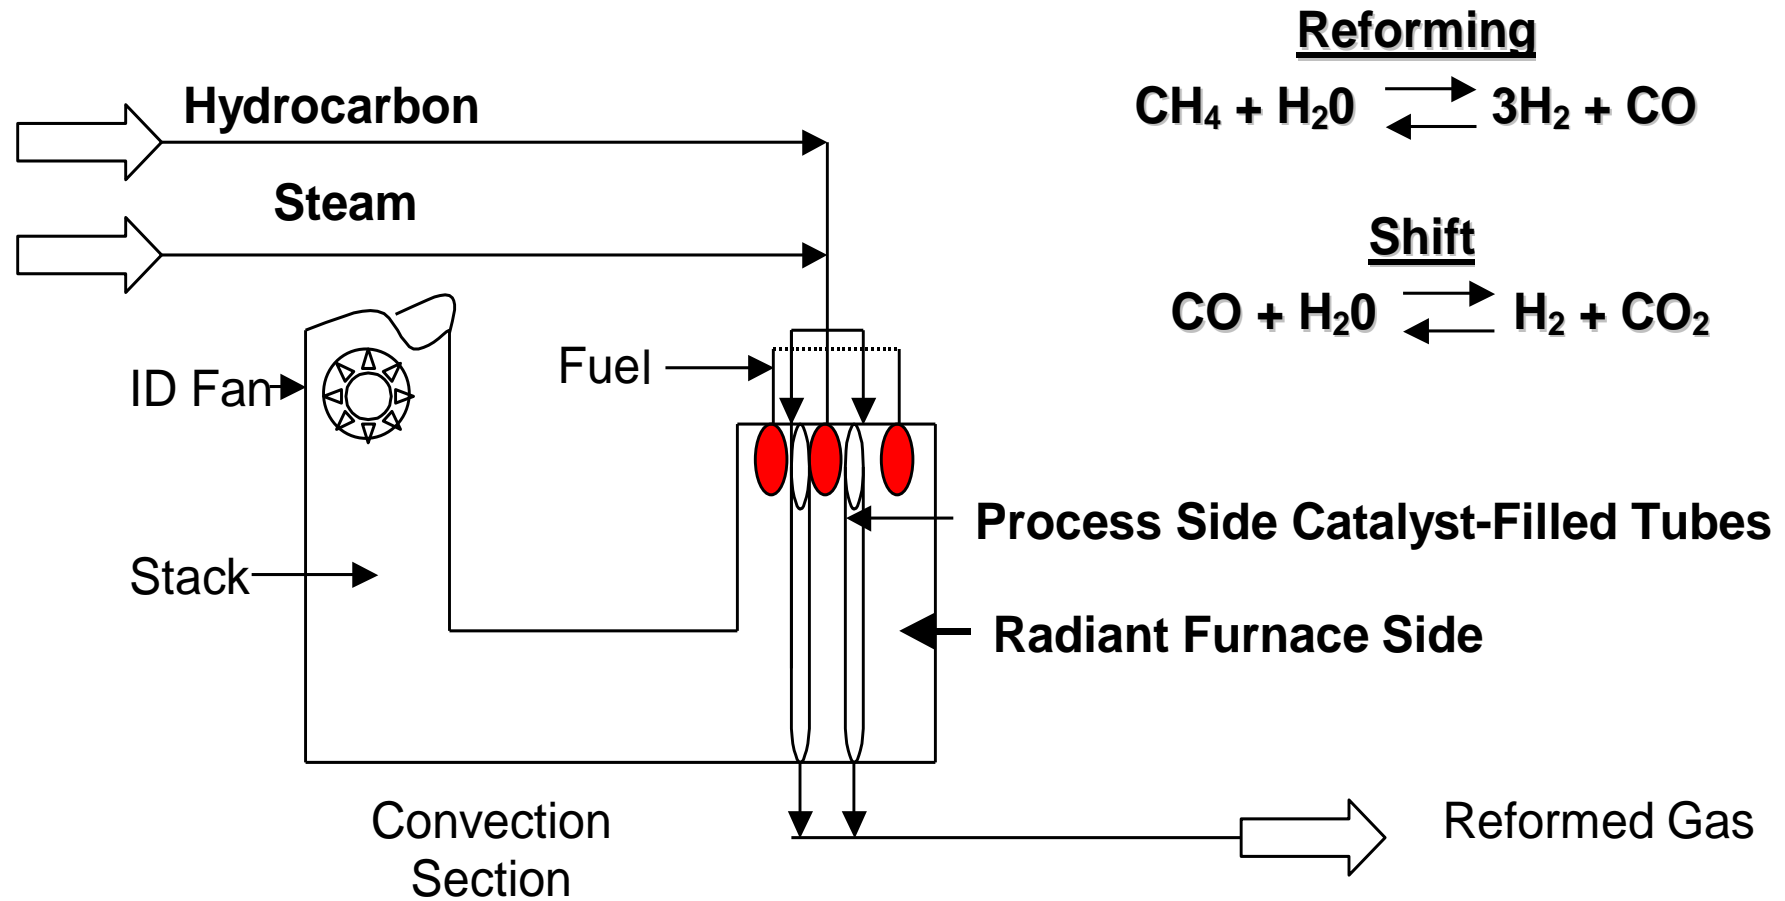 Reforming
CH₄ + H₂0 ⇄ 3H₂ + CO
Hydrocarbon
Steam
Shift
CO + H₂0 ⇄ H₂ + CO₂
Fuel
ID Fan
Process Side Catalyst-Filled Tubes
Stack
Radiant Furnace Side
Convection
Section
Reformed Gas